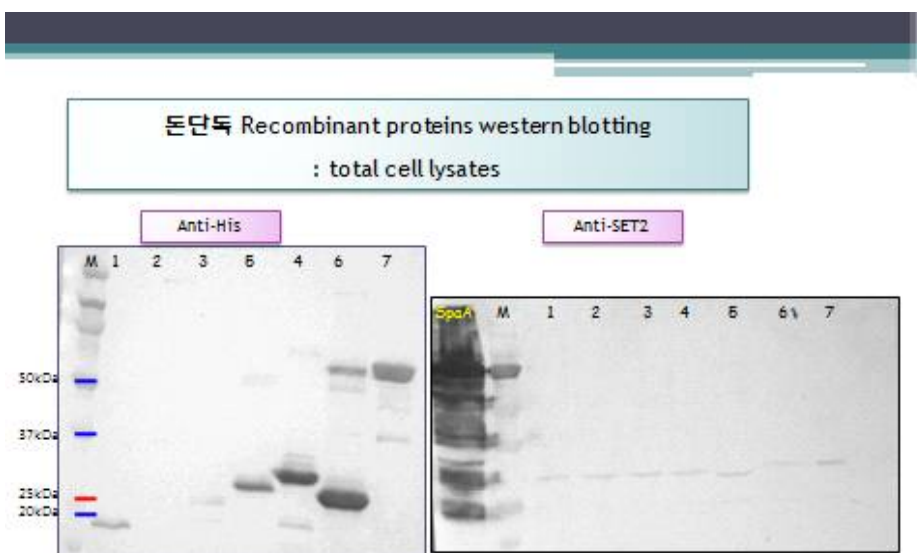 돈단독 Recombinant proteins western blotting
: total cell lysates
Anti-His
Anti-SET2
M 1 2 3 5 4 6 7
50kDa
37kDa
25kDa
20kDa
SpaA M 1 2 3 4 5 6 7